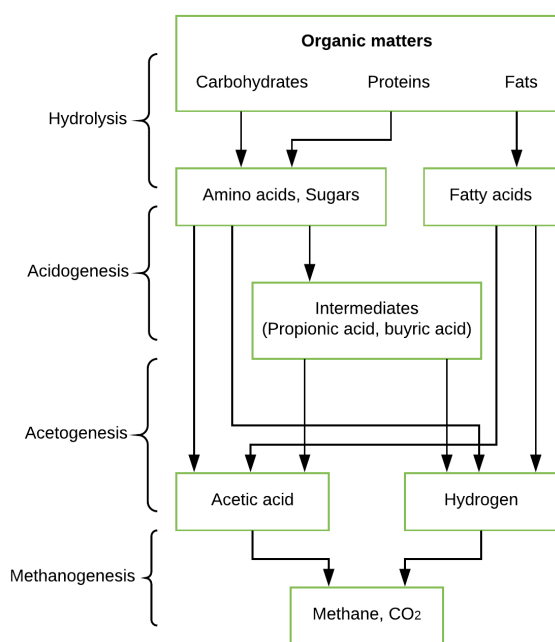 Organic matters
Carbohydrates Proteins Fats
Hydrolysis
Amino acids, Sugars Fatty acids
Acidogenesis
Intermediates
(Propionic acid, buyric acid)
Acetogenesis
Acetic acid Hydrogen
Methanogenesis
Methane, CO2